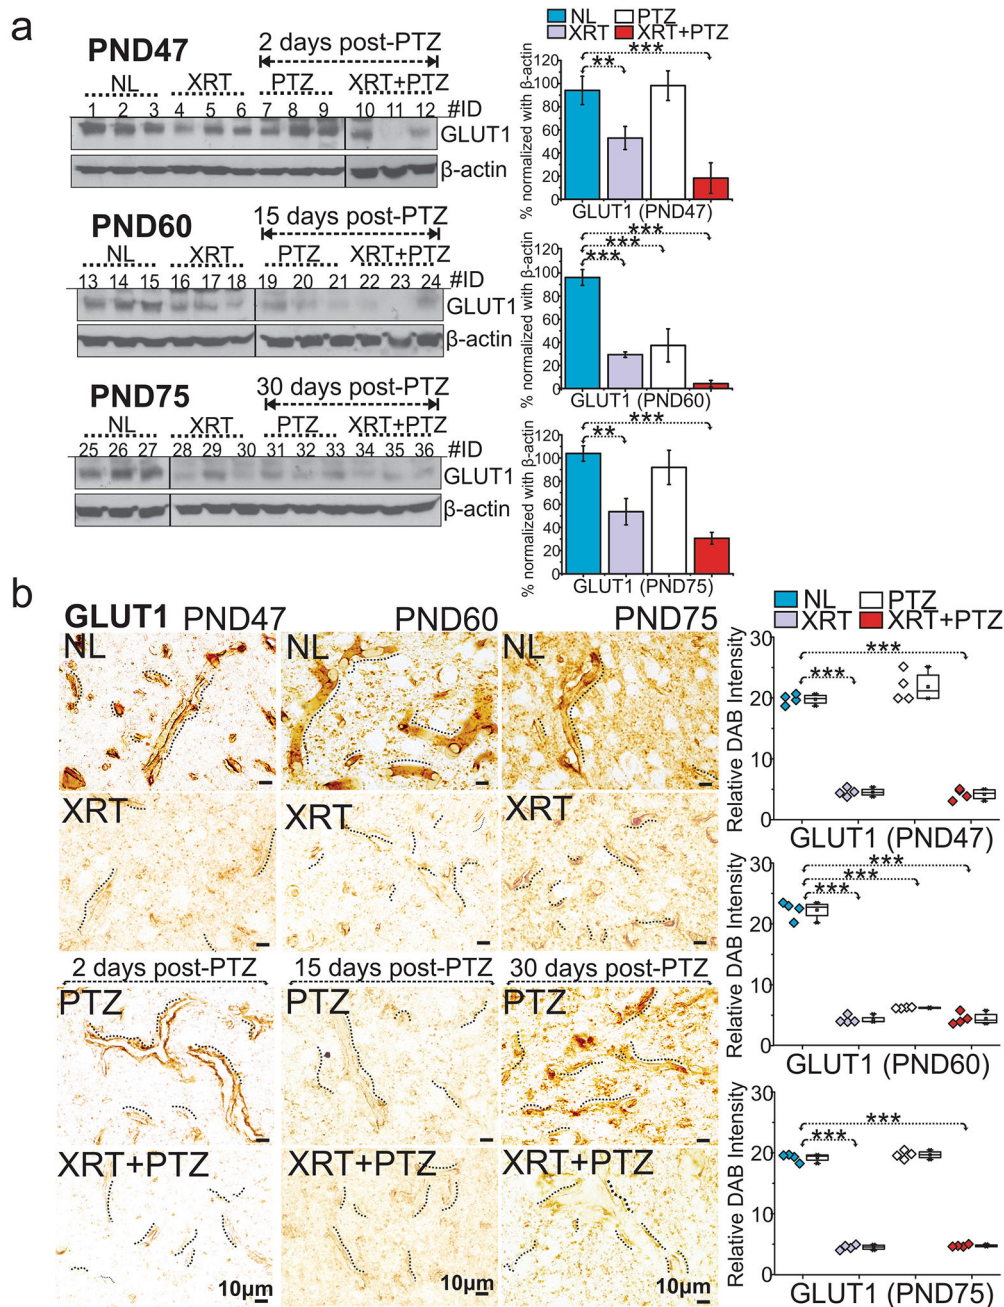 a
PND47
2 days post-PTZ
NL XRT PTZ XRT+PTZ
1 2 3 4 5 6 7 8 9 10 11 12 #ID
GLUT1
β-actin
PND60
15 days post-PTZ
NL XRT PTZ XRT+PTZ
13 14 15 16 17 18 19 20 21 22 23 24 #ID
GLUT1
β-actin
PND75
30 days post-PTZ
NL XRT PTZ XRT+PTZ
25 26 27 28 29 30 31 32 33 34 35 36 #ID
GLUT1
β-actin
NL PTZ
XRT XRT+PTZ
% normalized with β-actin
120
100
80
60
40
20
0
***
**
GLUT1 (PND47)
% normalized with β-actin
120
100
80
60
40
20
0
***
***
***
GLUT1 (PND60)
% normalized with β-actin
120
100
80
60
40
20
0
***
**
GLUT1 (PND75)
b
GLUT1 PND47 PND60 PND75
NL NL NL
XRT XRT XRT
2 days post-PTZ 15 days post-PTZ 30 days post-PTZ
PTZ PTZ PTZ
XRT+PTZ XRT+PTZ XRT+PTZ
10μm 10μm 10μm
NL PTZ
XRT XRT+PTZ
Relative DAB Intensity
30
20
10
0
***
***
GLUT1 (PND47)
Relative DAB Intensity
30
20
10
0
***
***
***
GLUT1 (PND60)
Relative DAB Intensity
30
20
10
0
***
***
GLUT1 (PND75)